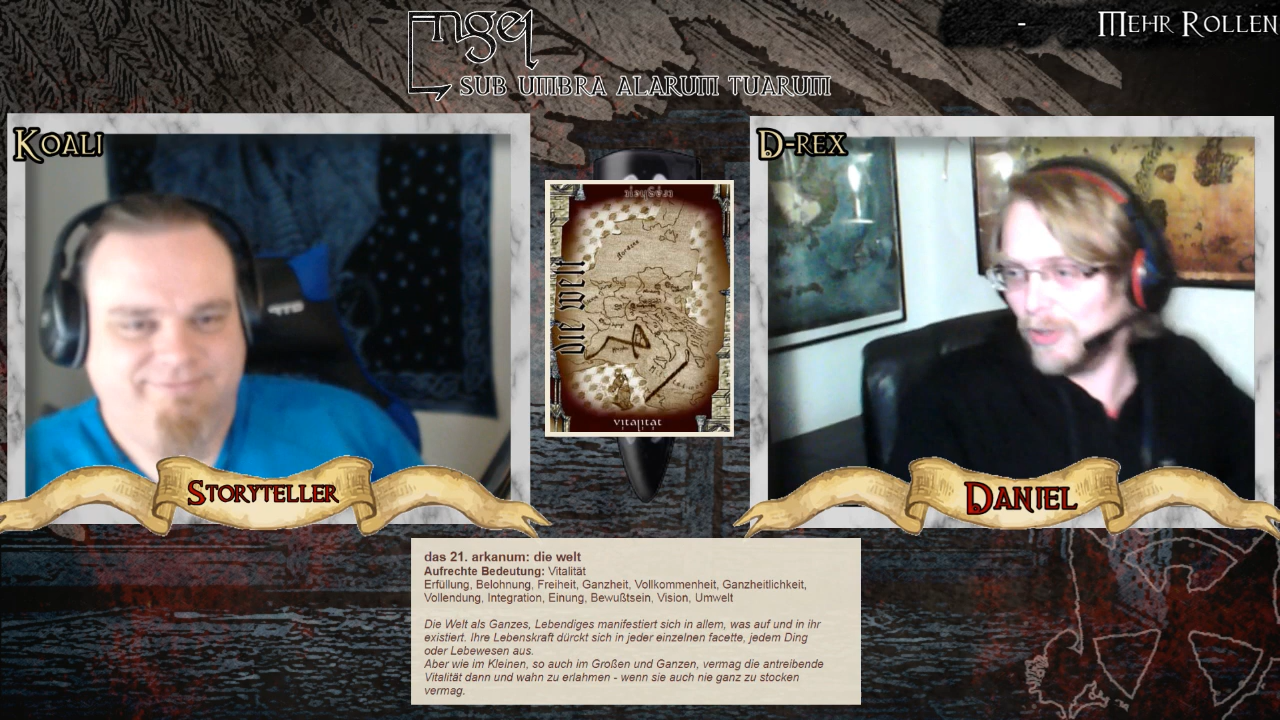 Engel
SUB UMBRA ALARUM TUARUM
- MEHR ROLLEN
KOALI
D-REX
die welt
vitalität
STORYTELLER
DANIEL
das 21. arkanum: die welt
Aufrechte Bedeutung: Vitalität
Erfüllung, Belohnung, Freiheit, Ganzheit, Vollkommenheit, Ganzheitlichkeit,
Vollendung, Integration, Einung, Bewußtsein, Vision, Umwelt
Die Welt als Ganzes, Lebendiges manifestiert sich in allem, was auf und in ihr
existiert. Ihre Lebenskraft dürckt sich in jeder einzelnen facette, jedem Ding
oder Lebewesen aus.
Aber wie im Kleinen, so auch im Großen und Ganzen, vermag die antreibende
Vitalität dann und wahn zu erlahmen - wenn sie auch nie ganz zu stocken
vermag.